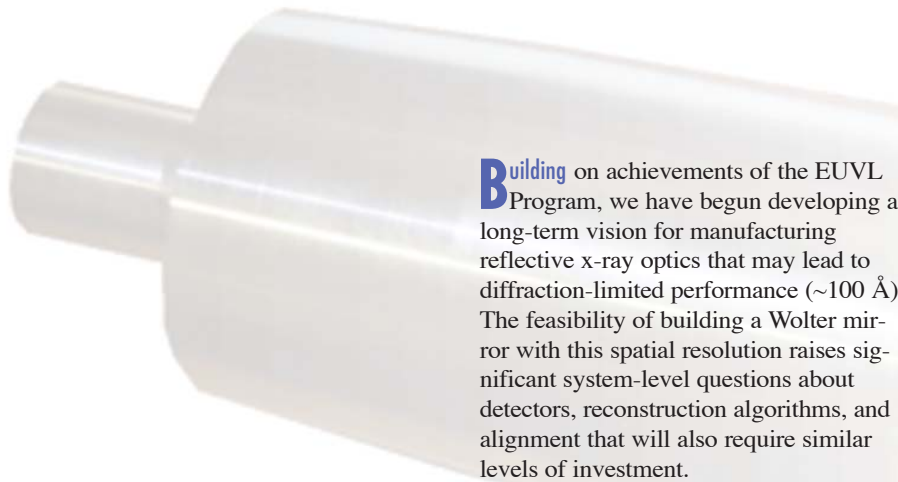 Building on achievements of the EUVL
Program, we have begun developing a
long-term vision for manufacturing
reflective x-ray optics that may lead to
diffraction-limited performance (~100 Å)
The feasibility of building a Wolter mir-
ror with this spatial resolution raises sig-
nificant system-level questions about
detectors, reconstruction algorithms, and
alignment that will also require similar
levels of investment.